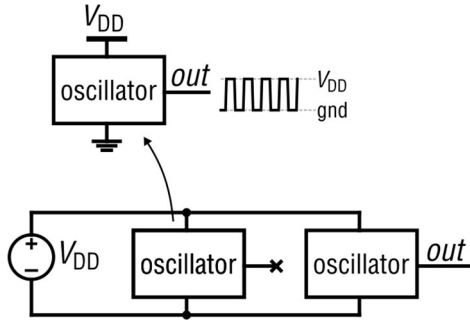 VDD
out
oscillator
VDD
gnd
+
−
VDD
oscillator
oscillator
out